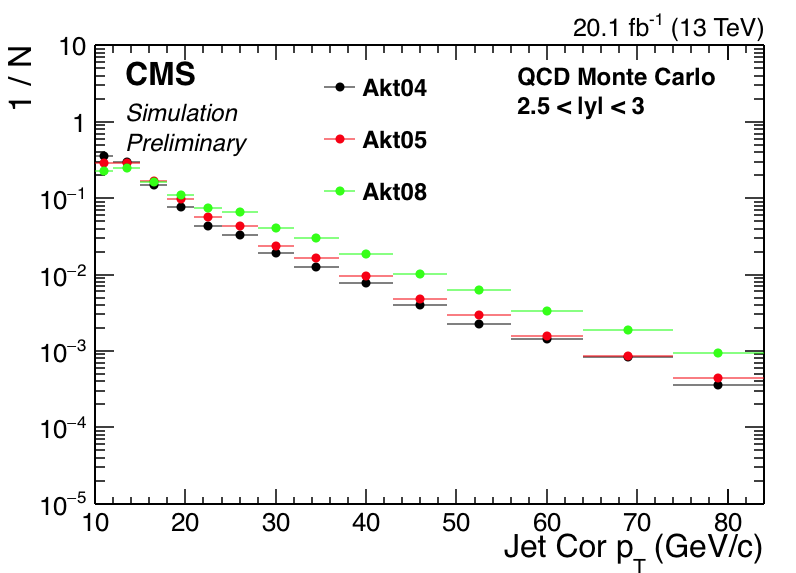 20.1 fb⁻¹ (13 TeV)
1 / N
CMS
Simulation
Preliminary
Akt04
Akt05
Akt08
QCD Monte Carlo
2.5 < |y| < 3
10
1
10⁻¹
10⁻²
10⁻³
10⁻⁴
10⁻⁵
10 20 30 40 50 60 70 80
Jet Cor p_T (GeV/c)